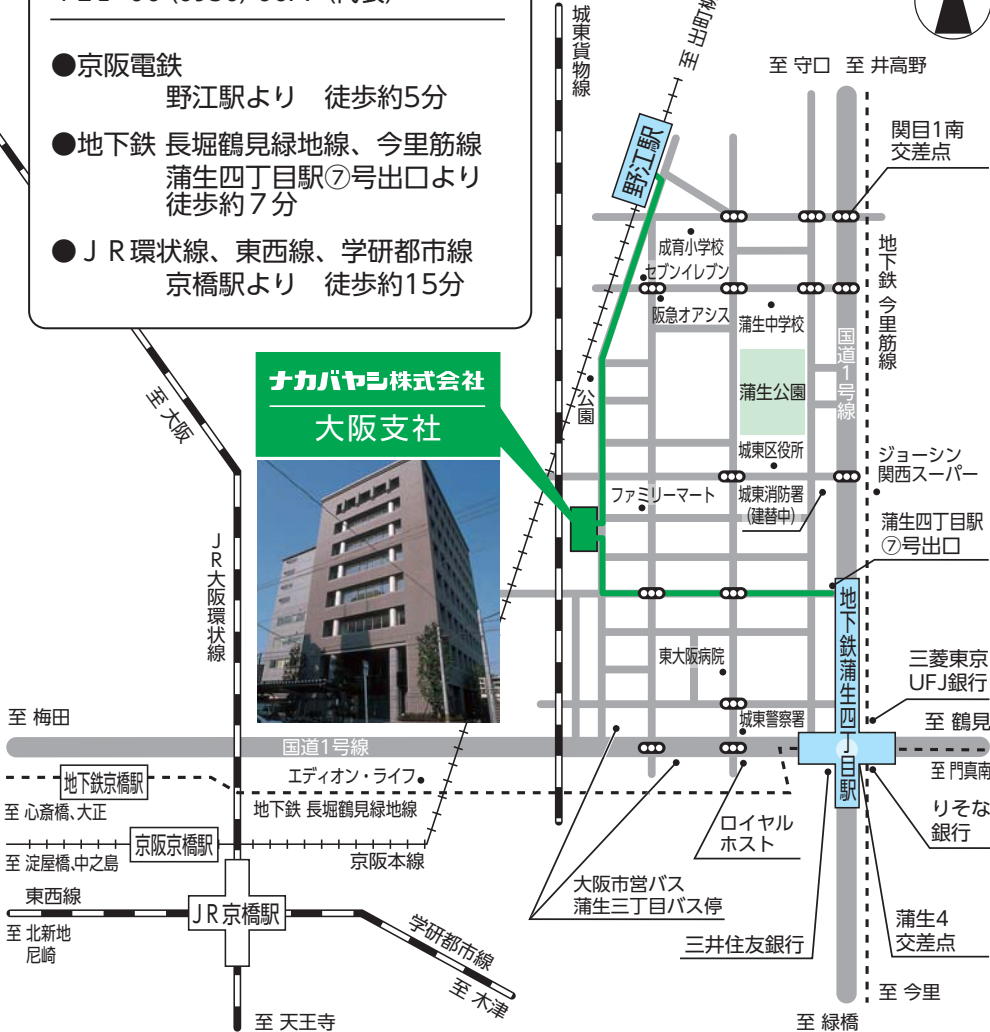 ●京阪電鉄
野江駅より　徒歩約5分
●地下鉄 長堀鶴見緑地線、今里筋線
蒲生四丁目駅⑦号出口より
徒歩約７分
●ＪＲ環状線、東西線、学研都市線
京橋駅より　徒歩約15分
城東貨物線
至 守口
至 井高野
関目1南
交差点
野江駅
成育小学校
セブンイレブン
阪急オアシス
蒲生中学校
地下鉄 今里筋線
国道1号線
ナカバヤシ株式会社
大阪支社
至 大阪
公園
蒲生公園
城東区役所
ジョーシン
関西スーパー
ファミリーマート
城東消防署
(建替中)
蒲生四丁目駅
⑦号出口
JR大阪環状線
地下鉄蒲生四丁目駅
東大阪病院
三菱東京
UFJ銀行
城東警察署
至 梅田
至 鶴見
国道1号線
エディオン・ライフ
至 門真南
地下鉄京橋駅
至 心斎橋、大正
地下鉄 長堀鶴見緑地線
りそな
銀行
京阪京橋駅
ロイヤル
ホスト
至 淀屋橋、中之島
京阪本線
大阪市営バス
蒲生三丁目バス停
東西線
JR京橋駅
至 北新地
尼崎
学研都市線
三井住友銀行
蒲生4
交差点
至 木津
至 今里
至 天王寺
至 緑橋